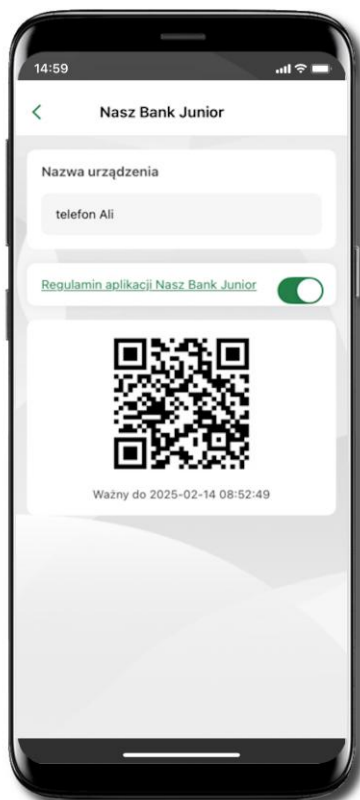 14:59
Nasz Bank Junior
Nazwa urządzenia
telefon Ali
Regulamin aplikacji Nasz Bank Junior
Ważny do 2025-02-14 08:52:49